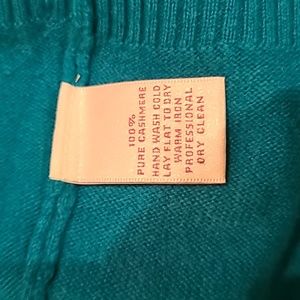 100%
PURE CASHMERE
HAND WASH COLD
LAY FLAT TO DRY
WARM IRON
PROFESSIONAL
DRY CLEAN